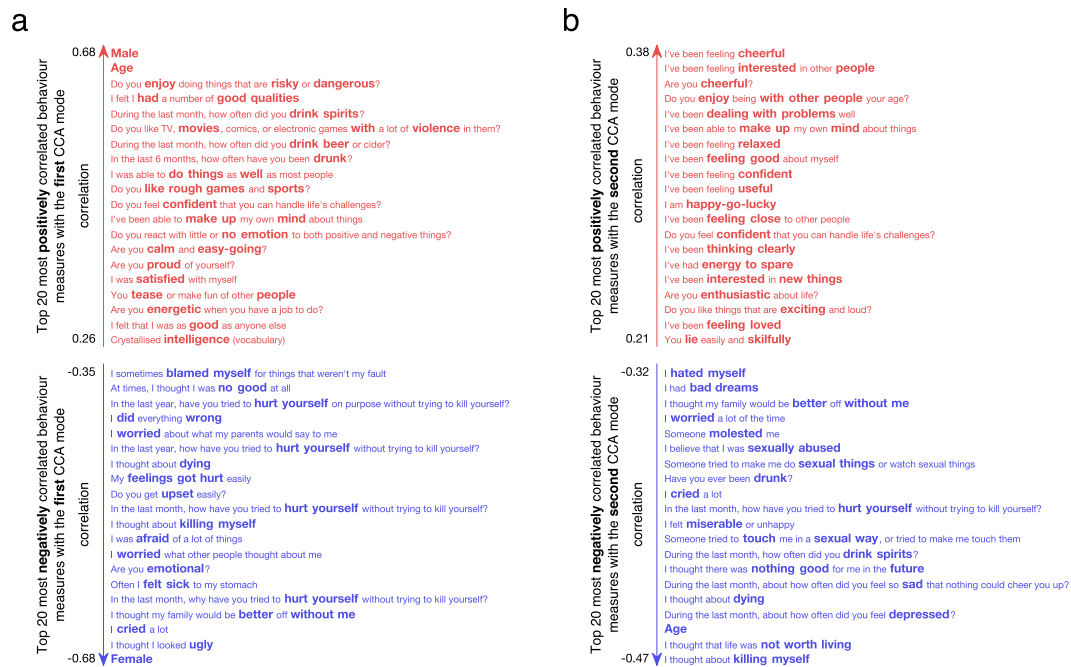 a
Top 20 most positively correlated behaviour
measures with the first CCA mode
correlation
0.68
Male
Age
Do you enjoy doing things that are risky or dangerous?
I felt I had a number of good qualities
During the last month, how often did you drink spirits?
Do you like TV, movies, comics, or electronic games with a lot of violence in them?
During the last month, how often did you drink beer or cider?
In the last 6 months, how often have you been drunk?
I was able to do things as well as most people
Do you like rough games and sports?
Do you feel confident that you can handle life's challenges?
I've been able to make up my own mind about things
Do you react with little or no emotion to both positive and negative things?
Are you calm and easy-going?
Are you proud of yourself?
I was satisfied with myself
You tease or make fun of other people
Are you energetic when you have a job to do?
I felt that I was as good as anyone else
0.26
Crystallised intelligence (vocabulary)
Top 20 most negatively correlated behaviour
measures with the first CCA mode
correlation
-0.35
I sometimes blamed myself for things that weren't my fault
At times, I thought I was no good at all
In the last year, have you tried to hurt yourself on purpose without trying to kill yourself?
I did everything wrong
I worried about what my parents would say to me
In the last year, how have you tried to hurt yourself without trying to kill yourself?
I thought about dying
My feelings got hurt easily
Do you get upset easily?
In the last month, how have you tried to hurt yourself without trying to kill yourself?
I thought about killing myself
I was afraid of a lot of things
I worried what other people thought about me
Are you emotional?
Often I felt sick to my stomach
In the last month, why have you tried to hurt yourself without trying to kill yourself?
I thought my family would be better off without me
I cried a lot
I thought I looked ugly
-0.68
Female
b
Top 20 most positively correlated behaviour
measures with the second CCA mode
correlation
0.38
I've been feeling cheerful
I've been feeling interested in other people
Are you cheerful?
Do you enjoy being with other people your age?
I've been dealing with problems well
I've been able to make up my own mind about things
I've been feeling relaxed
I've been feeling good about myself
I've been feeling confident
I've been feeling useful
I am happy-go-lucky
I've been feeling close to other people
Do you feel confident that you can handle life's challenges?
I've been thinking clearly
I've had energy to spare
I've been interested in new things
Are you enthusiastic about life?
Do you like things that are exciting and loud?
I've been feeling loved
0.21
You lie easily and skilfully
Top 20 most negatively correlated behaviour
measures with the second CCA mode
correlation
-0.32
I hated myself
I had bad dreams
I thought my family would be better off without me
I worried a lot of the time
Someone molested me
I believe that I was sexually abused
Someone tried to make me do sexual things or watch sexual things
Have you ever been drunk?
I cried a lot
In the last month, how have you tried to hurt yourself without trying to kill yourself?
I felt miserable or unhappy
Someone tried to touch me in a sexual way, or tried to make me touch them
During the last month, how often did you drink spirits?
I thought there was nothing good for me in the future
During the last month, about how often did you feel so sad that nothing could cheer you up?
I thought about dying
During the last month, about how often did you feel depressed?
Age
I thought that life was not worth living
-0.47
I thought about killing myself